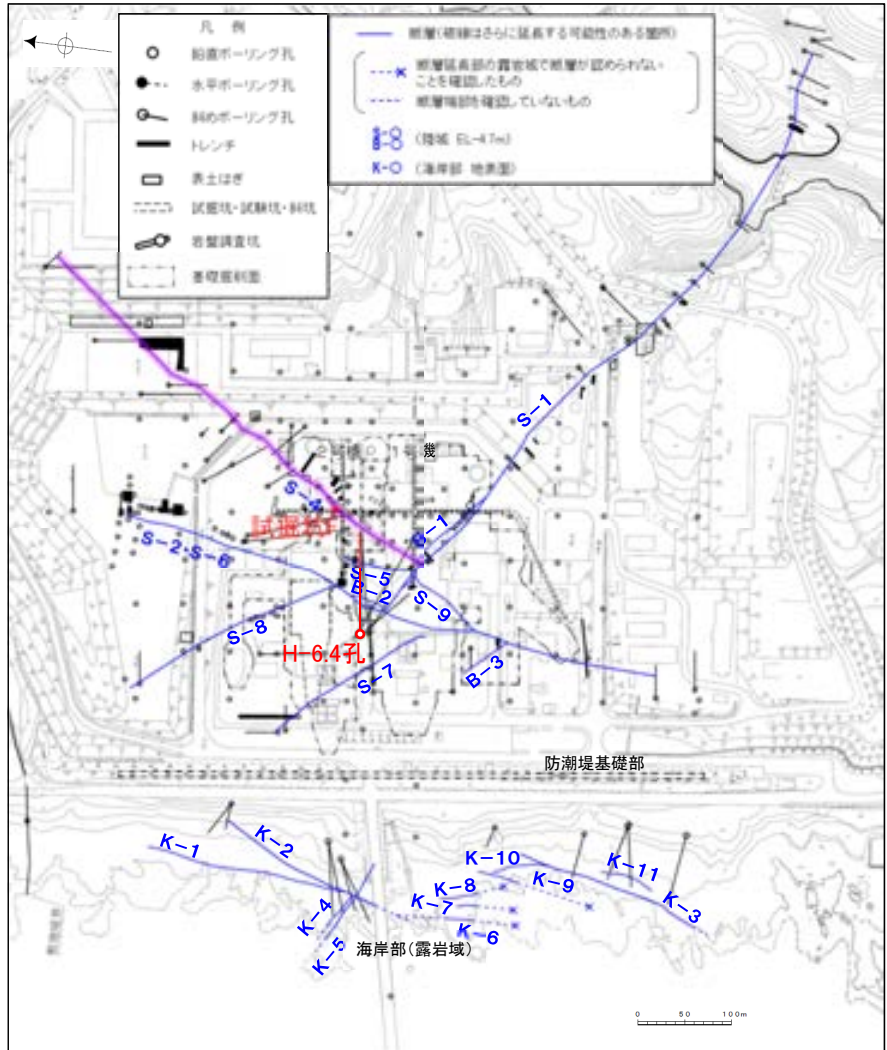 凡 例
鉛直ボーリング孔
水平ボーリング孔
斜めボーリング孔
トレンチ
表土はぎ
試掘坑・試験坑・斜坑
岩盤調査坑
基礎掘削面
断層(破線はさらに延長する可能性のある箇所)
断層延長部の露岩域で断層が認められない
ことを確認したもの
断層端部を確認していないもの
S-○
B-○
(陸域 EL-4.7m)
K-○ (海岸部 地表面)
S-1
2号機
1号機
S-4
B-1
S-2・S-6
S-5
B-2
S-9
S-8
H-6.4孔
S-7
B-3
防潮堤基礎部
K-1
K-2
K-10
K-11
K-8
K-9
K-7
K-3
K-4
K-6
K-5
海岸部(露岩域)
0 50 100m